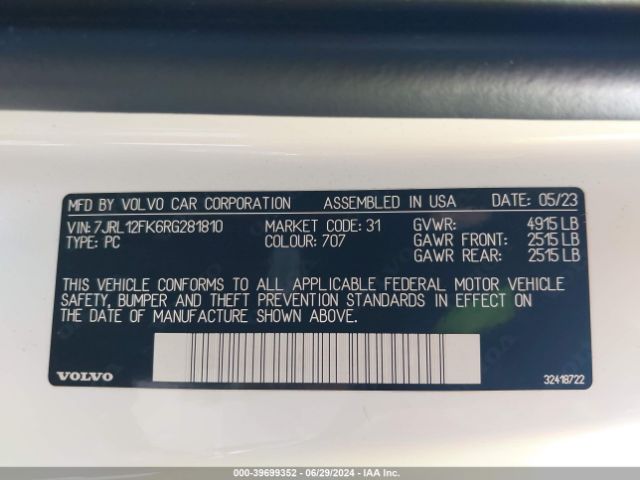 MFD BY VOLVO CAR CORPORATION ASSEMBLED IN USA DATE: 05/23
VIN:7JRL12FK6RG281810 MARKET CODE: 31 GVWR: 4915 LB
TYPE: PC COLOUR: 707 GAWR FRONT: 2515 LB
GAWR REAR: 2515 LB
THIS VEHICLE CONFORMS TO ALL APPLICABLE FEDERAL MOTOR VEHICLE
SAFETY, BUMPER AND THEFT PREVENTION STANDARDS IN EFFECT ON
THE DATE OF MANUFACTURE SHOWN ABOVE.
VOLVO 32418722
000-39699352 - 06/29/2024 - IAAI.COM